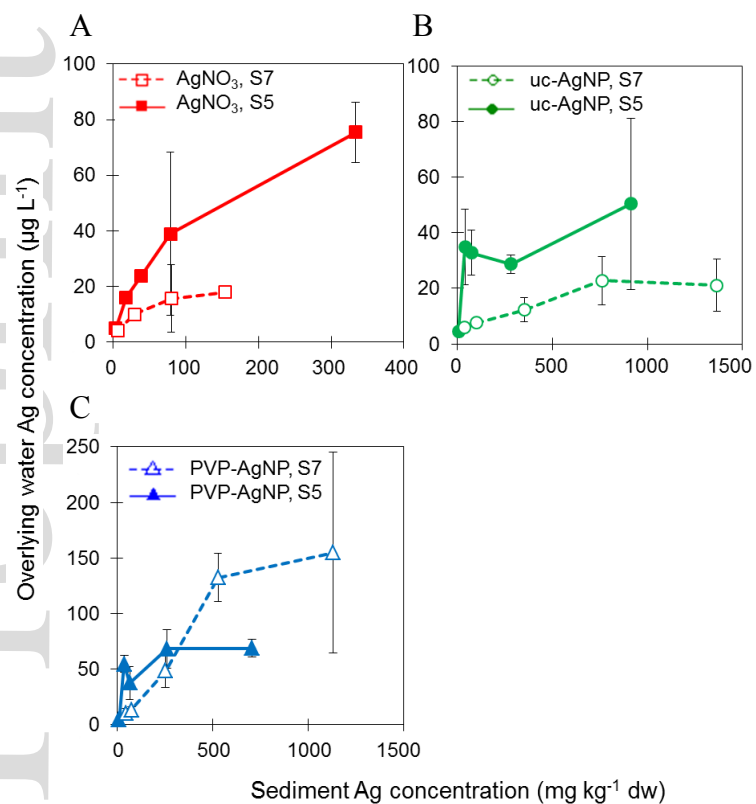 A
100
80
60
40
20
0
0 100 200 300 400
AgNO₃, S7
AgNO₃, S5
B
100
80
60
40
20
0
0 500 1000 1500
uc-AgNP, S7
uc-AgNP, S5
C
250
200
150
100
50
0
0 500 1000 1500
PVP-AgNP, S7
PVP-AgNP, S5
Overlying water Ag concentration (µg L⁻¹)
Sediment Ag concentration (mg kg⁻¹ dw)